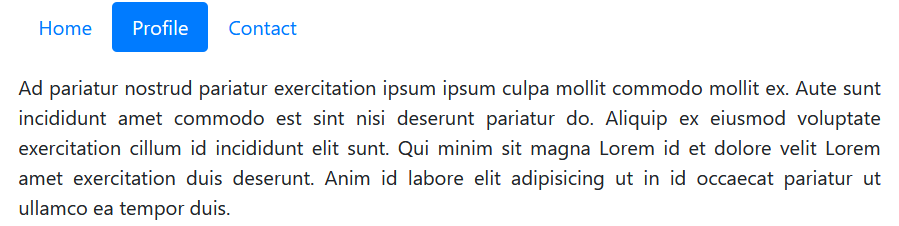 Home Profile Contact
Ad pariatur nostrud pariatur exercitation ipsum ipsum culpa mollit commodo mollit ex. Aute sunt
incididunt amet commodo est sint nisi deserunt pariatur do. Aliquip ex eiusmod voluptate
exercitation cillum id incididunt elit sunt. Qui minim sit magna Lorem id et dolore velit Lorem
amet exercitation duis deserunt. Anim id labore elit adipisicing ut in id occaecat pariatur ut
ullamco ea tempor duis.